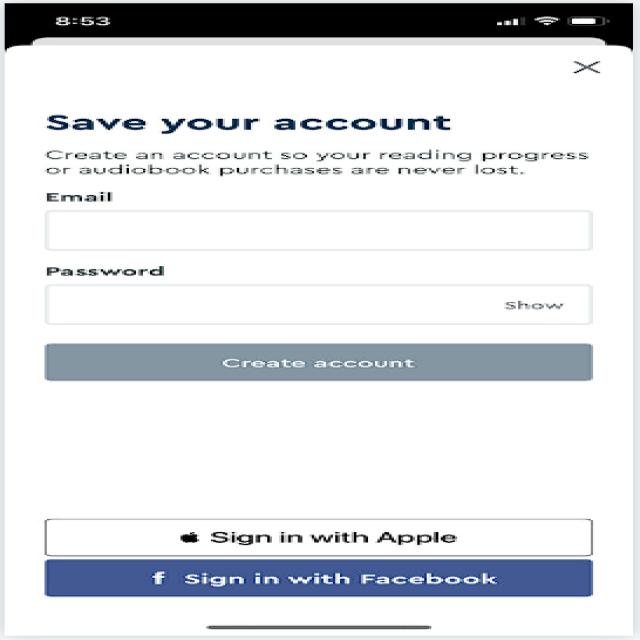 8:53
Save your account
Create an account so your reading progress
or audiobook purchases are never lost.
Email
Password
Show
Create account
Sign in with Apple
f Sign in with Facebook